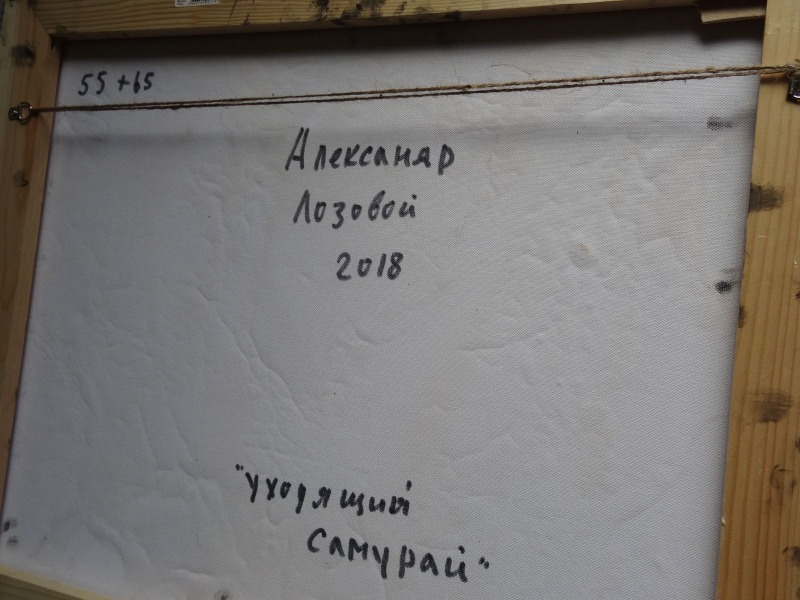 55+65
Александр
Лозовой
2018
"уходящий
самурай"